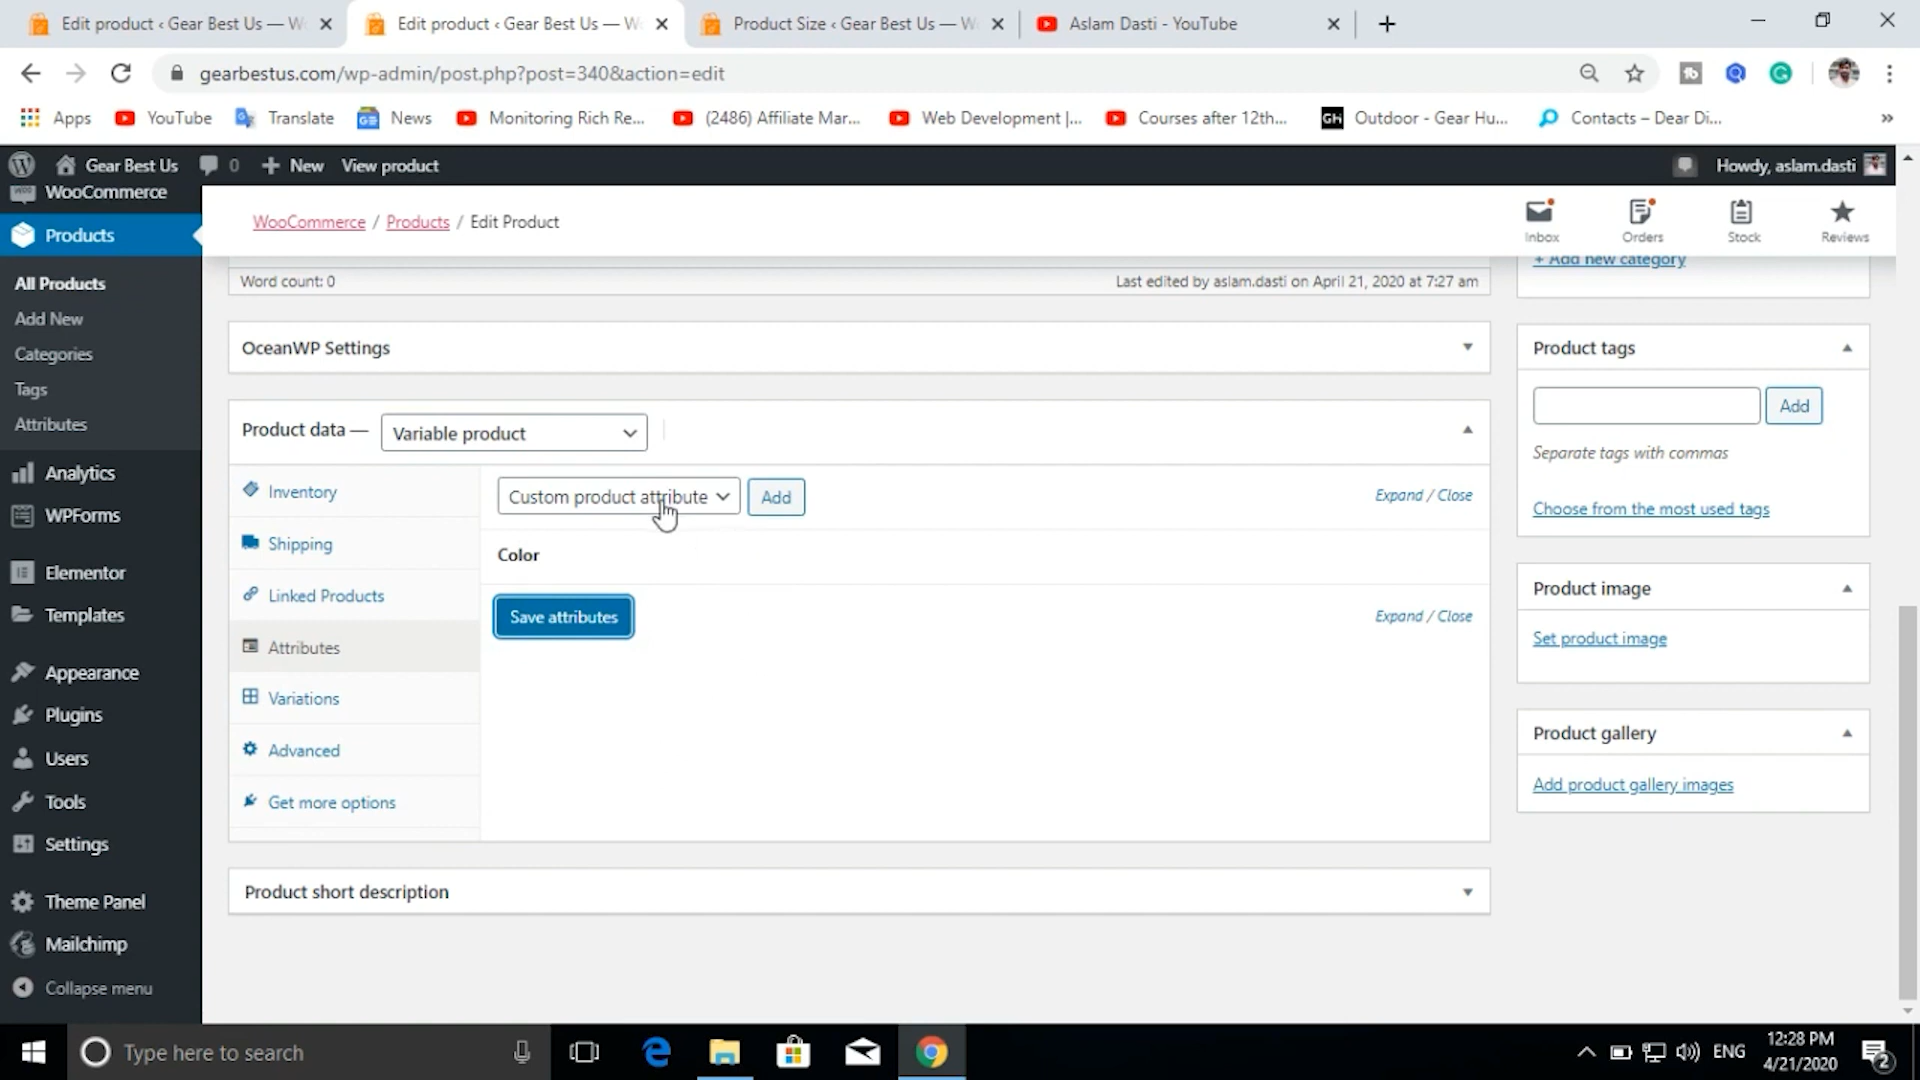 Edit product ‹ Gear Best Us — W
Edit product ‹ Gear Best Us — W
Product Size ‹ Gear Best Us — W
Aslam Dasti - YouTube
gearbestus.com/wp-admin/post.php?post=340&action=edit
Apps
YouTube
Translate
News
Monitoring Rich Re...
(2486) Affiliate Mar...
Web Development |...
Courses after 12th...
GH
Outdoor - Gear Hu...
Contacts – Dear Di...
»
Gear Best Us
0
New
View product
Howdy, aslam.dasti
WooCommerce
WooCommerce / Products / Edit Product
Inbox
Orders
Stock
Reviews
Products
All Products
Add New
Categories
Tags
Attributes
Analytics
WPForms
Elementor
Templates
Appearance
Plugins
Users
Tools
Settings
Theme Panel
Mailchimp
Collapse menu
Word count: 0
Last edited by aslam.dasti on April 21, 2020 at 7:27 am
OceanWP Settings
Product data —
Variable product
Inventory
Shipping
Linked Products
Attributes
Variations
Advanced
Get more options
Custom product attribute
Add
Expand / Close
Color
Save attributes
Expand / Close
Product short description
+ Add new category
Product tags
Add
Separate tags with commas
Choose from the most used tags
Product image
Set product image
Product gallery
Add product gallery images
Type here to search
ENG
12:28 PM
4/21/2020
2